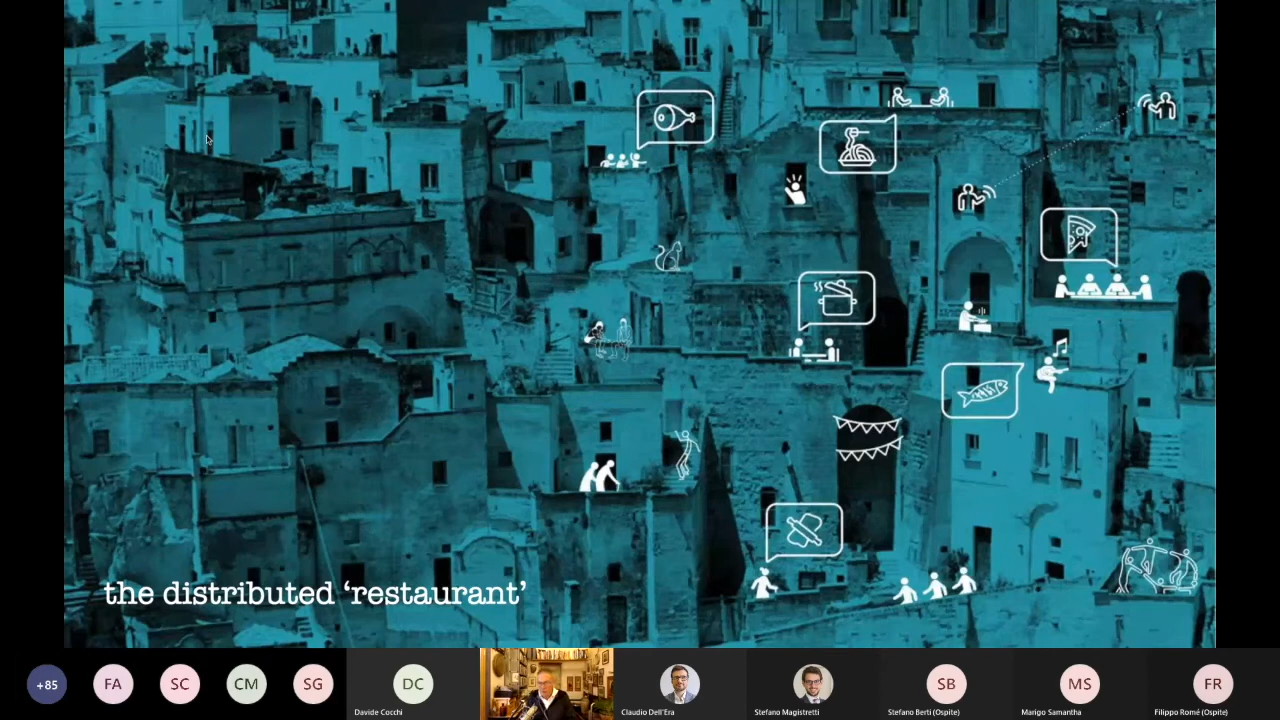 the distributed ‘restaurant’
+85
FA
SC
CM
SG
DC
SB
MS
FR
Davide Cocchi
Claudio Dell'Era
Stefano Magistretti
Stefano Berti (Ospite)
Marigo Samantha
Filippo Romé (Ospite)